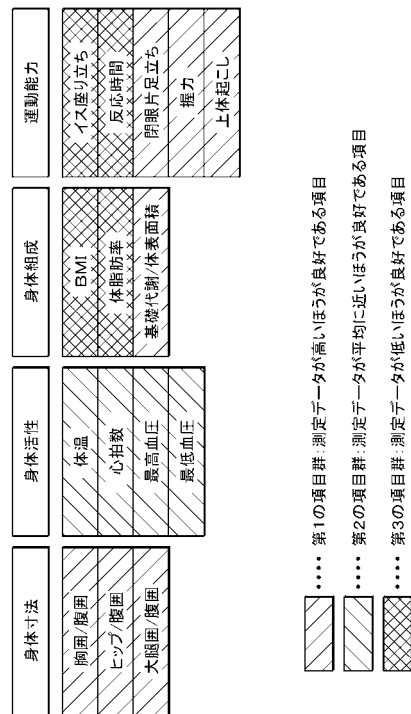 身体寸法
胸囲/腹囲
ヒップ/腹囲
大腿囲/腹囲
身体活性
体温
心拍数
最高血圧
最低血圧
身体組成
BMI
体脂肪率
基礎代謝/体表面積
運動能力
イス座り立ち
反応時間
閉眼片足立ち
握力
上体起こし
‥‥ 第1の項目群:測定データが高いほうが良好である項目
‥‥ 第2の項目群:測定データが平均に近いほうが良好である項目
‥‥ 第3の項目群:測定データが低いほうが良好である項目